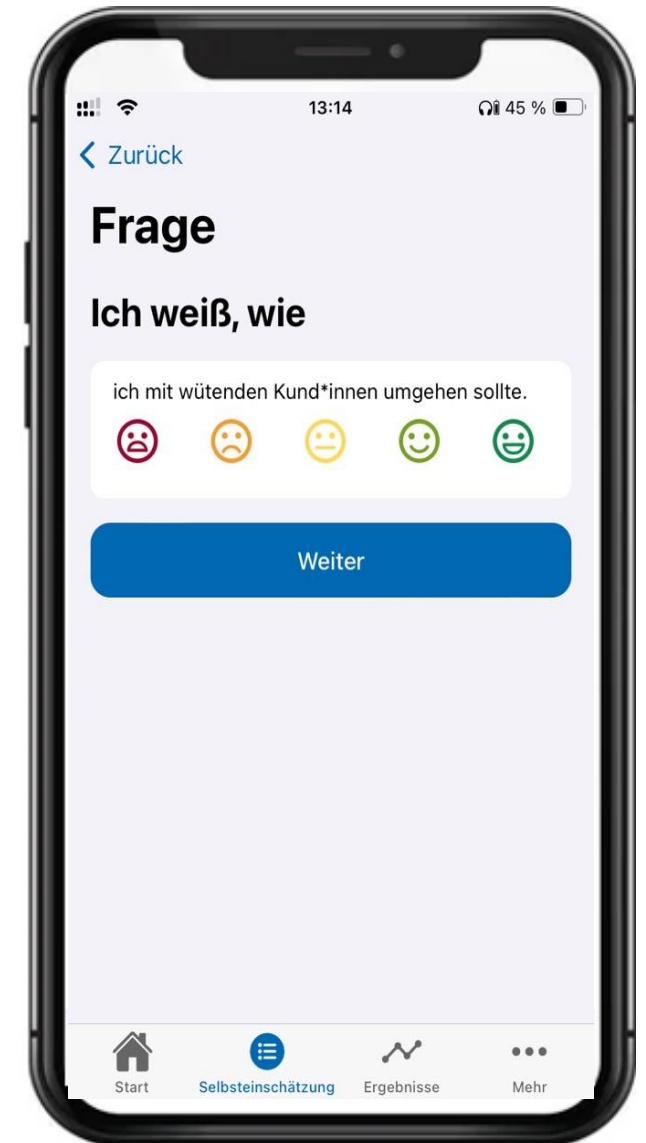 13:14
45 %
Zurück
Frage
Ich weiß, wie
ich mit wütenden Kund*innen umgehen sollte.
Weiter
Start
Selbsteinschätzung
Ergebnisse
Mehr